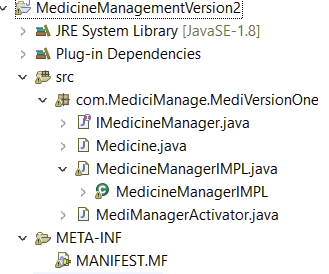 MedicineManagementVersion2
JRE System Library [JavaSE-1.8]
Plug-in Dependencies
src
com.MediciManage.MediVersionOne
IMedicineManager.java
Medicine.java
MedicineManagerIMPL.java
MedicineManagerIMPL
MediManagerActivator.java
META-INF
MANIFEST.MF